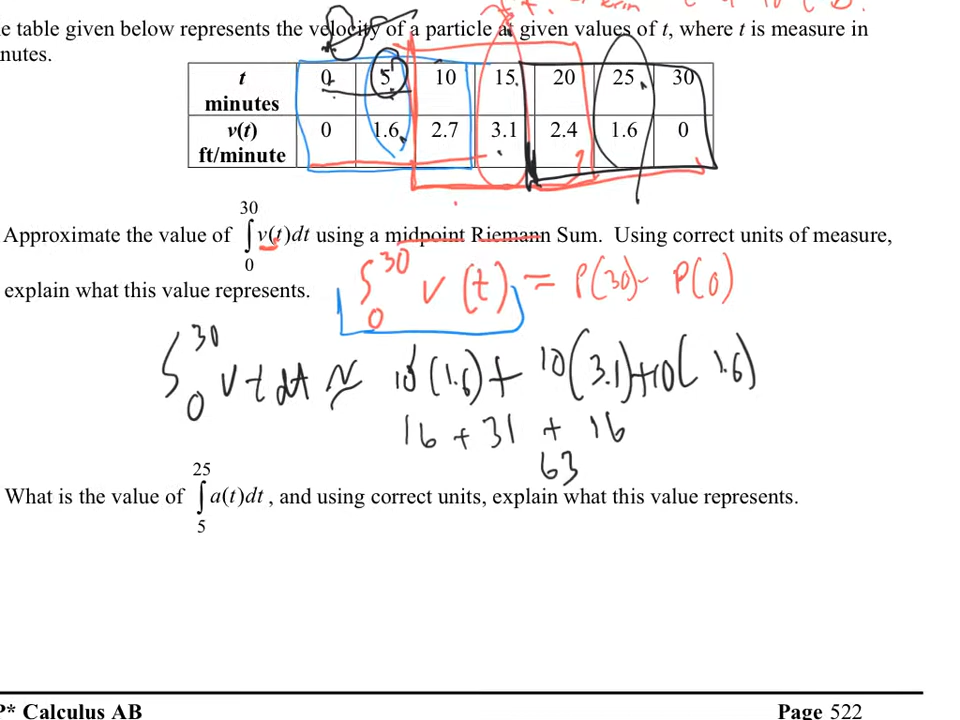 e table given below represents the velocity of a particle at given values of t, where t is measure in
nutes.
t minutes 0 5 10 15 20 25 30
v(t) ft/minute 0 1.6 2.7 3.1 2.4 1.6 0
Approximate the value of ∫₀³⁰ v(t)dt using a midpoint Riemann Sum. Using correct units of measure,
explain what this value represents.
∫₀³⁰ v(t) = P(30) - P(0)
∫₀³⁰ v t dt ≈ 10(1.6) + 10(3.1) + 10(1.6)
16 + 31 + 16
63
What is the value of ∫₅²⁵ a(t)dt , and using correct units, explain what this value represents.
P* Calculus AB
Page 522